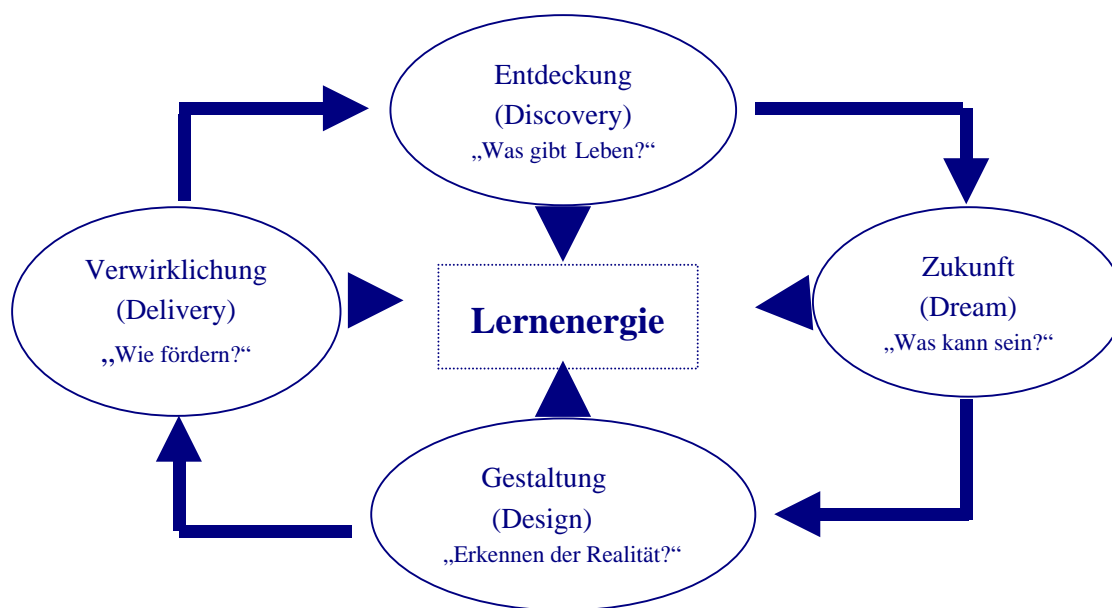 Entdeckung
(Discovery)
„Was gibt Leben?“
Verwirklichung
(Delivery)
„Wie fördern?“
Lernenergie
Zukunft
(Dream)
„Was kann sein?“
Gestaltung
(Design)
„Erkennen der Realität?“